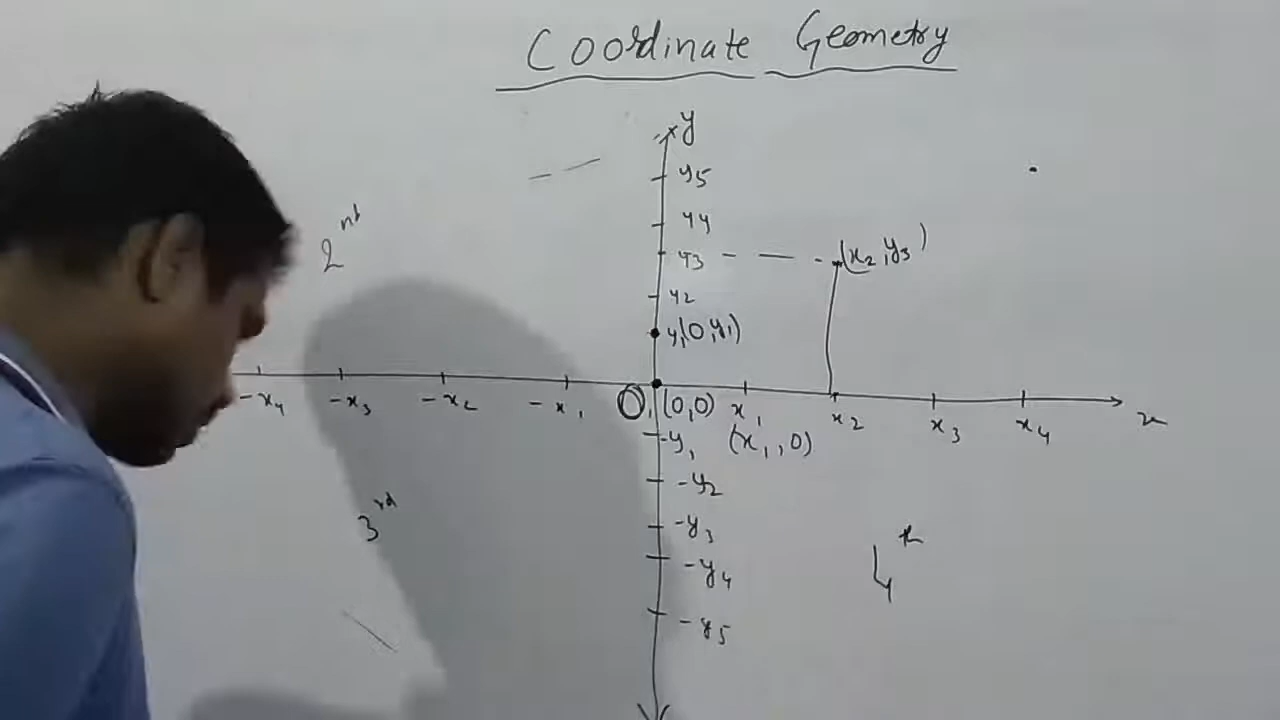 Coordinate Geometry
y
y5
2nd
y4
y3 (x2, y3)
y2
y1(0, y1)
-x4 -x3 -x2 -x1 O, (0,0) x1 x2 x3 x4 x
-y1 (x1, 0)
-y2
3rd -y3
4th
-y4
-y5